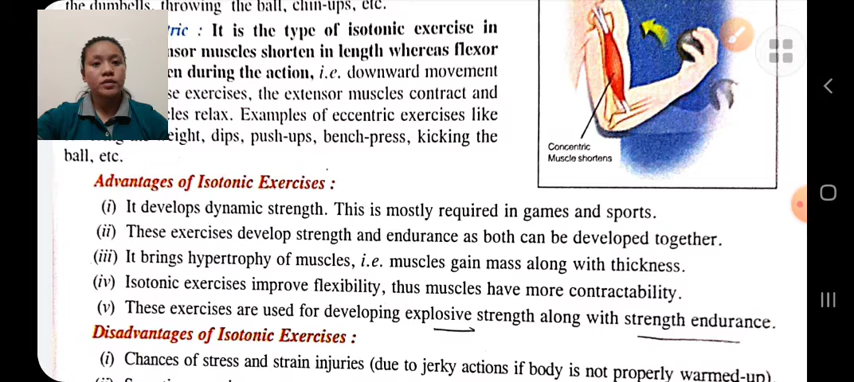 the dumbells, throwing the ball, chin-ups, etc.
ric : It is the type of isotonic exercise in
nsor muscles shorten in length whereas flexor
en during the action, i.e. downward movement
se exercises, the extensor muscles contract and
les relax. Examples of eccentric exercises like
eight, dips, push-ups, bench-press, kicking the
ball, etc.
Concentric
Muscle shortens
Advantages of Isotonic Exercises :
(i) It develops dynamic strength. This is mostly required in games and sports.
(ii) These exercises develop strength and endurance as both can be developed together.
(iii) It brings hypertrophy of muscles, i.e. muscles gain mass along with thickness.
(iv) Isotonic exercises improve flexibility, thus muscles have more contractability.
(v) These exercises are used for developing explosive strength along with strength endurance.
Disadvantages of Isotonic Exercises :
(i) Chances of stress and strain injuries (due to jerky actions if body is not properly warmed-up)